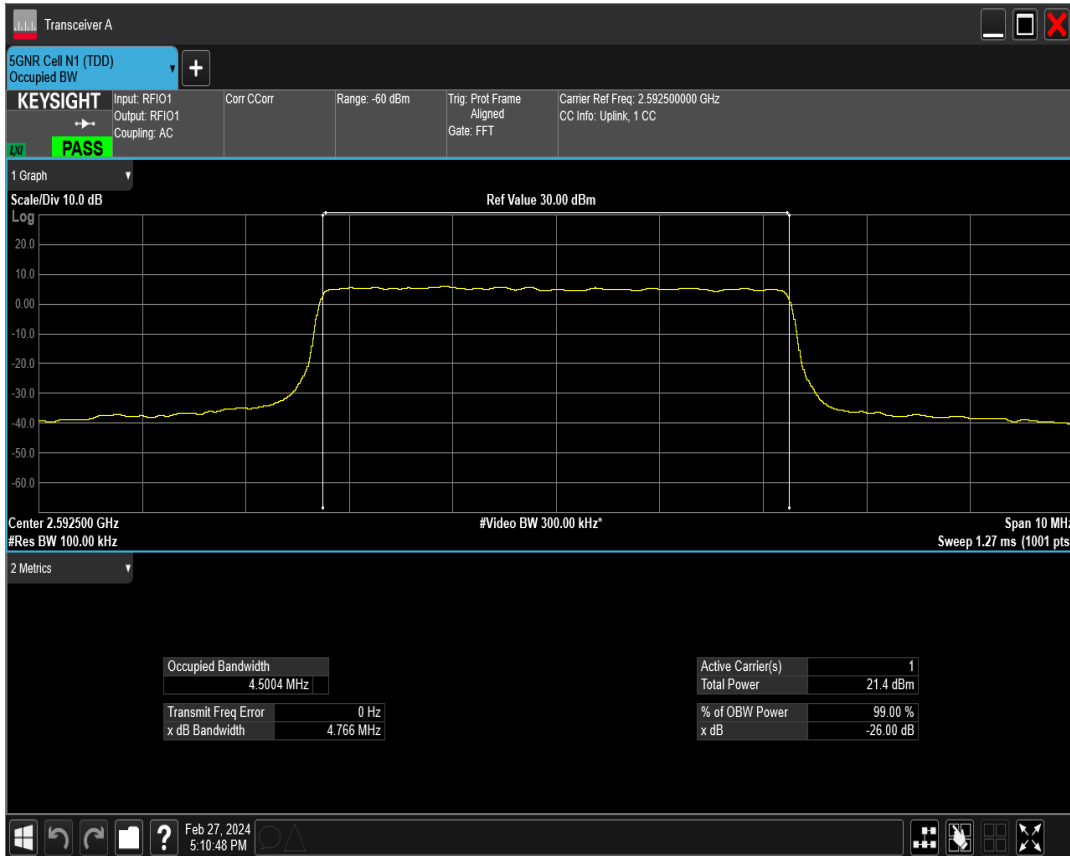 Transceiver A
5GNR Cell N1 (TDD)
Occupied BW
KEYSIGHT
LXI
PASS
Input: RFIO1
Output: RFIO1
Coupling: AC
Corr CCorr
Range: -60 dBm
Trig: Prot Frame
Aligned
Gate: FFT
Carrier Ref Freq: 2.592500000 GHz
CC Info: Uplink, 1 CC
1 Graph
Scale/Div 10.0 dB
Ref Value 30.00 dBm
Log
20.0
10.0
0.00
-10.0
-20.0
-30.0
-40.0
-50.0
-60.0
Center 2.592500 GHz
#Video BW 300.00 kHz*
Span 10 MHz
#Res BW 100.00 kHz
Sweep 1.27 ms (1001 pts
2 Metrics
Occupied Bandwidth
4.5004 MHz
Transmit Freq Error 0 Hz
x dB Bandwidth 4.766 MHz
Active Carrier(s) 1
Total Power 21.4 dBm
% of OBW Power 99.00 %
x dB -26.00 dB
?
Feb 27, 2024
5:10:48 PM